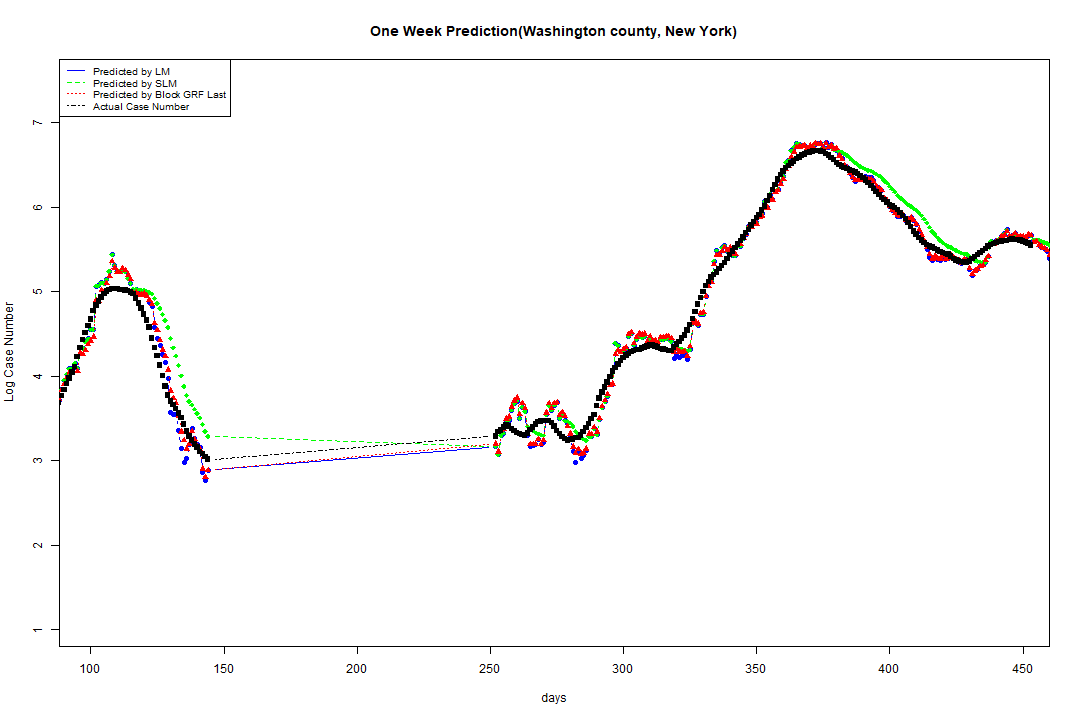 One Week Prediction(Washington county, New York)
Predicted by LM
Predicted by SLM
Predicted by Block GRF Last
Actual Case Number
Log Case Number
7
6
5
4
3
2
1
100 150 200 250 300 350 400 450
days